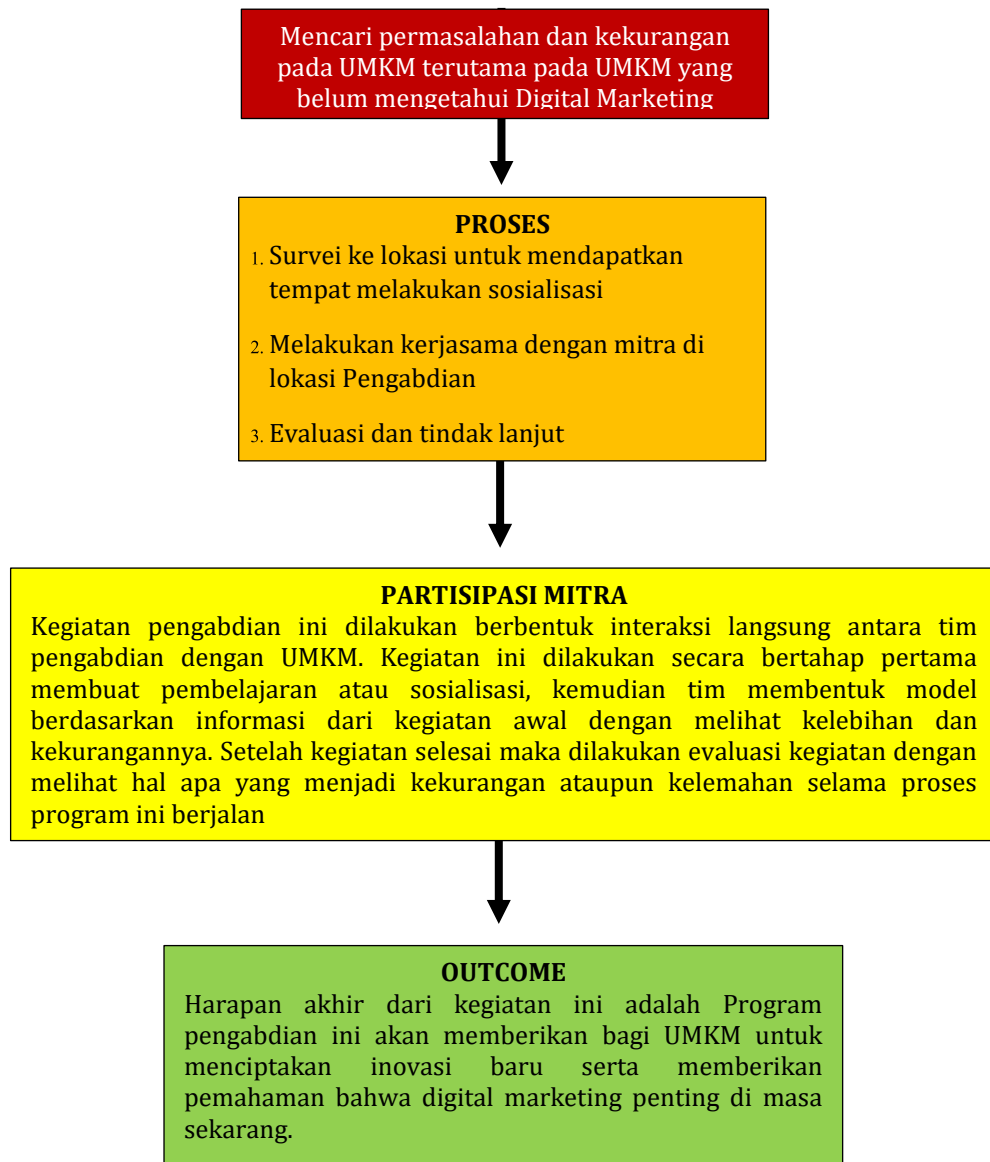 Mencari permasalahan dan kekurangan
pada UMKM terutama pada UMKM yang
belum mengetahui Digital Marketing
PROSES
1. Survei ke lokasi untuk mendapatkan
tempat melakukan sosialisasi
2. Melakukan kerjasama dengan mitra di
lokasi Pengabdian
3. Evaluasi dan tindak lanjut
PARTISIPASI MITRA
Kegiatan pengabdian ini dilakukan berbentuk interaksi langsung antara tim
pengabdian dengan UMKM. Kegiatan ini dilakukan secara bertahap pertama
membuat pembelajaran atau sosialisasi, kemudian tim membentuk model
berdasarkan informasi dari kegiatan awal dengan melihat kelebihan dan
kekurangannya. Setelah kegiatan selesai maka dilakukan evaluasi kegiatan dengan
melihat hal apa yang menjadi kekurangan ataupun kelemahan selama proses
program ini berjalan
OUTCOME
Harapan akhir dari kegiatan ini adalah Program
pengabdian ini akan memberikan bagi UMKM untuk
menciptakan inovasi baru serta memberikan
pemahaman bahwa digital marketing penting di masa
sekarang.